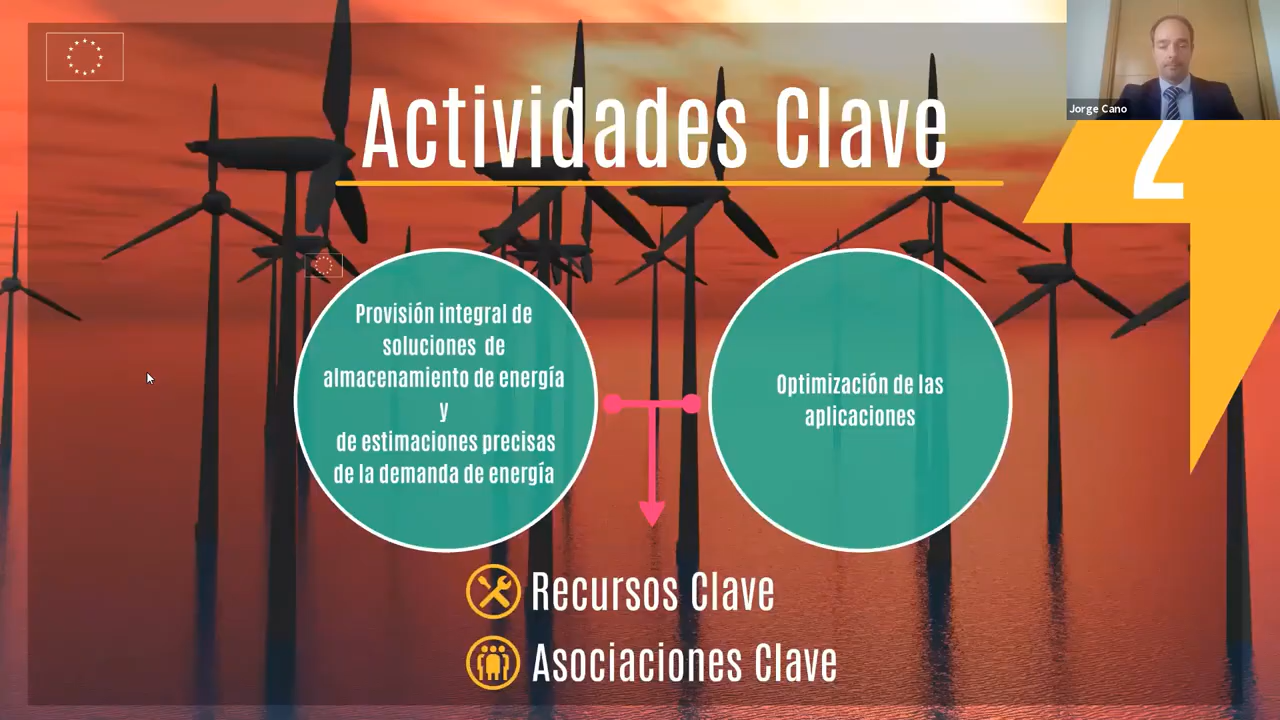 Actividades Clave
Jorge Cano
2
Provisión integral de
soluciones de
almacenamiento de energía
y
de estimaciones precisas
de la demanda de energía
Optimización de las
aplicaciones
Recursos Clave
Asociaciones Clave